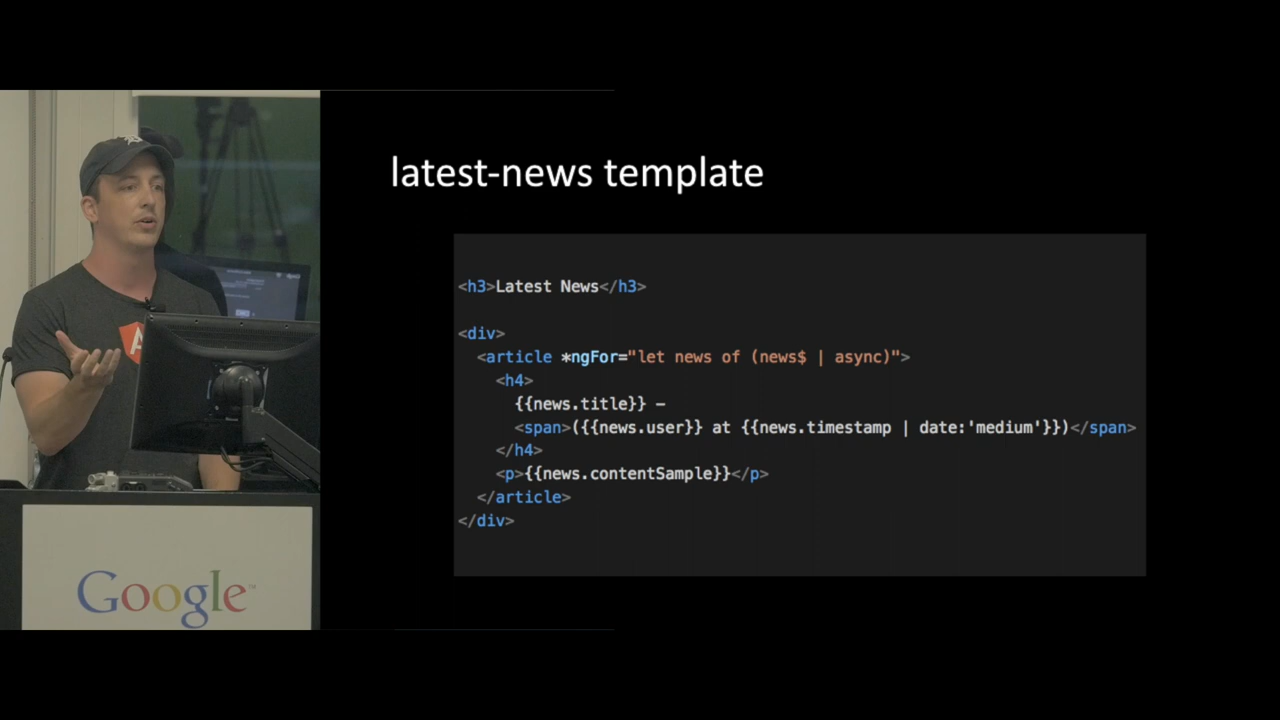 latest-news template
<h3>Latest News</h3>
<div>
<article *ngFor="let news of (news$ | async)">
<h4>
{{news.title}} –
<span>({{news.user}} at {{news.timestamp | date:'medium'}})</span>
</h4>
<p>{{news.contentSample}}</p>
</article>
</div>
A
Google™